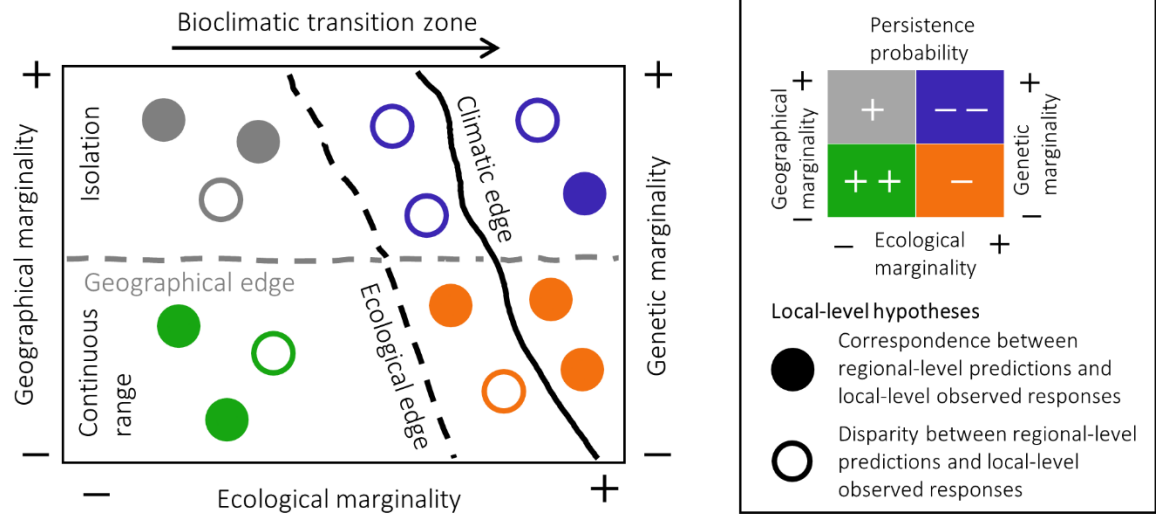 Bioclimatic transition zone
+
+
Geographical marginality
Isolation
Climatic edge
Genetic marginality
Geographical edge
Continuous
range
Ecological edge
−
−
−
Ecological marginality
+
Persistence
probability
Geographical
marginality
+
−
+
− −
+ +
−
+
−
Genetic
marginality
−
Ecological
marginality
+
Local-level hypotheses
Correspondence between
regional-level predictions and
local-level observed responses
Disparity between regional-level
predictions and local-level
observed responses